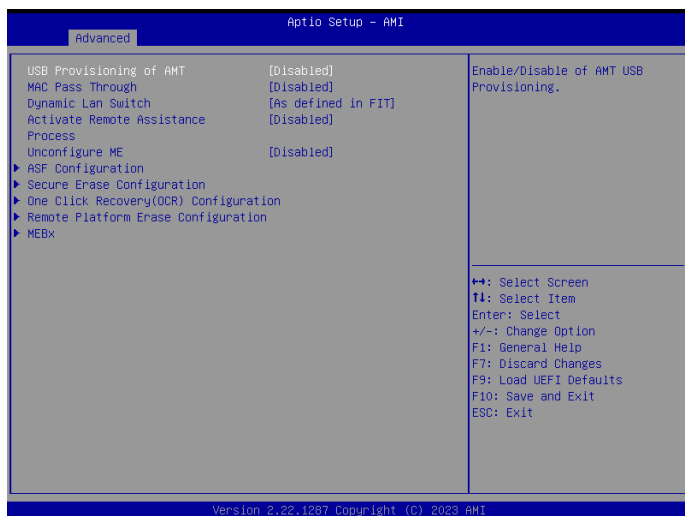 Aptio Setup – AMI
Advanced
USB Provisioning of AMT [Disabled]
MAC Pass Through [Disabled]
Dynamic Lan Switch [As defined in FIT]
Activate Remote Assistance [Disabled]
Process
Unconfigure ME [Disabled]
ASF Configuration
Secure Erase Configuration
One Click Recovery(OCR) Configuration
Remote Platform Erase Configuration
MEBx
Enable/Disable of AMT USB
Provisioning.
↔: Select Screen
↑↓: Select Item
Enter: Select
+/-: Change Option
F1: General Help
F7: Discard Changes
F9: Load UEFI Defaults
F10: Save and Exit
ESC: Exit
Version 2.22.1287 Copyright (C) 2023 AMI